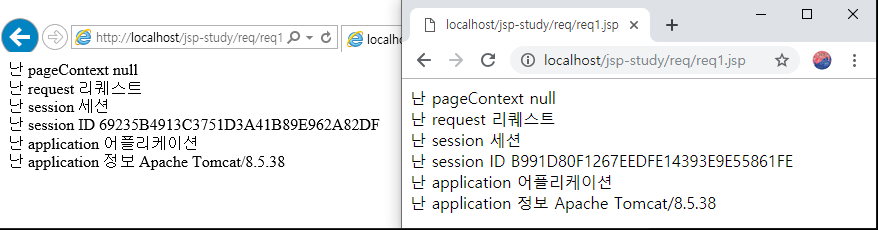 http://localhost/jsp-study/req/req1
localho
난 pageContext null
난 request 리퀘스트
난 session 세션
난 session ID 69235B4913C3751D3A41B89E962A82DF
난 application 어플리케이션
난 application 정보 Apache Tomcat/8.5.38
localhost/jsp-study/req/req1.jsp
localhost/jsp-study/req/req1.jsp
난 pageContext null
난 request 리퀘스트
난 session 세션
난 session ID B991D80F1267EEDFE14393E9E55861FE
난 application 어플리케이션
난 application 정보 Apache Tomcat/8.5.38